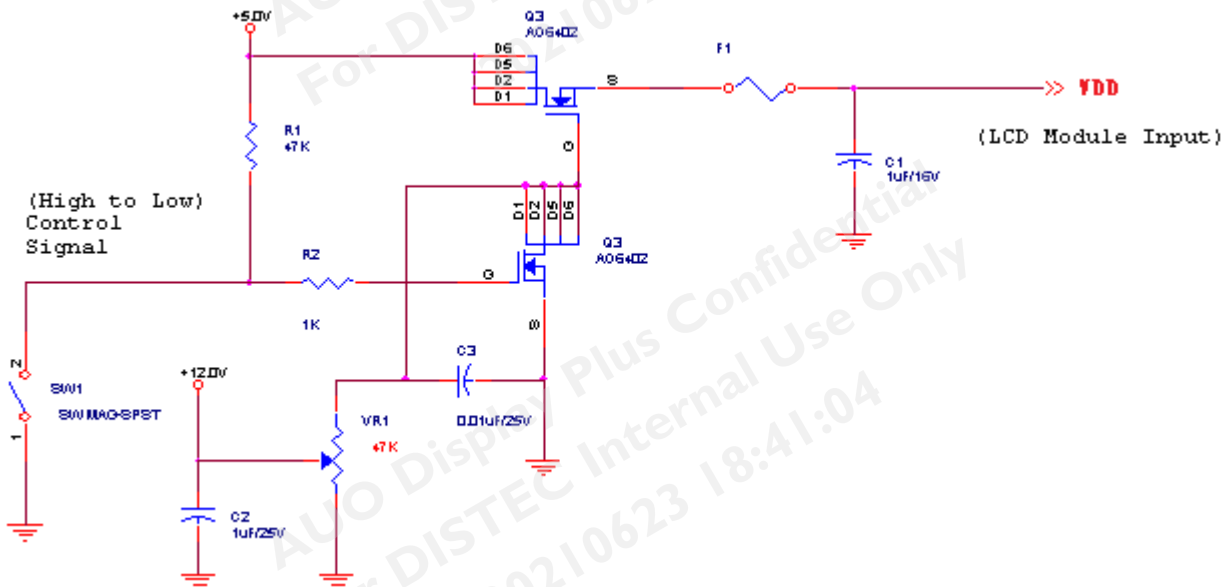 +5.0V
Q3
AO6402
D6
D5
D2
D1
S
F1
VDD
(LCD Module Input)
R1
47K
G
C1
1uF/16V
(High to Low)
Control
Signal
D1
D2
D5
D6
Q3
AO6402
R2
G
1K
S
C3
2
+12.0V
SW1
SW MAG-SPST
0.01uF/25V
VR1
47K
1
C2
1uF/25V
AUO Display Plus Confidential
For DISTEC Internal Use Only
20210623 18:41:04